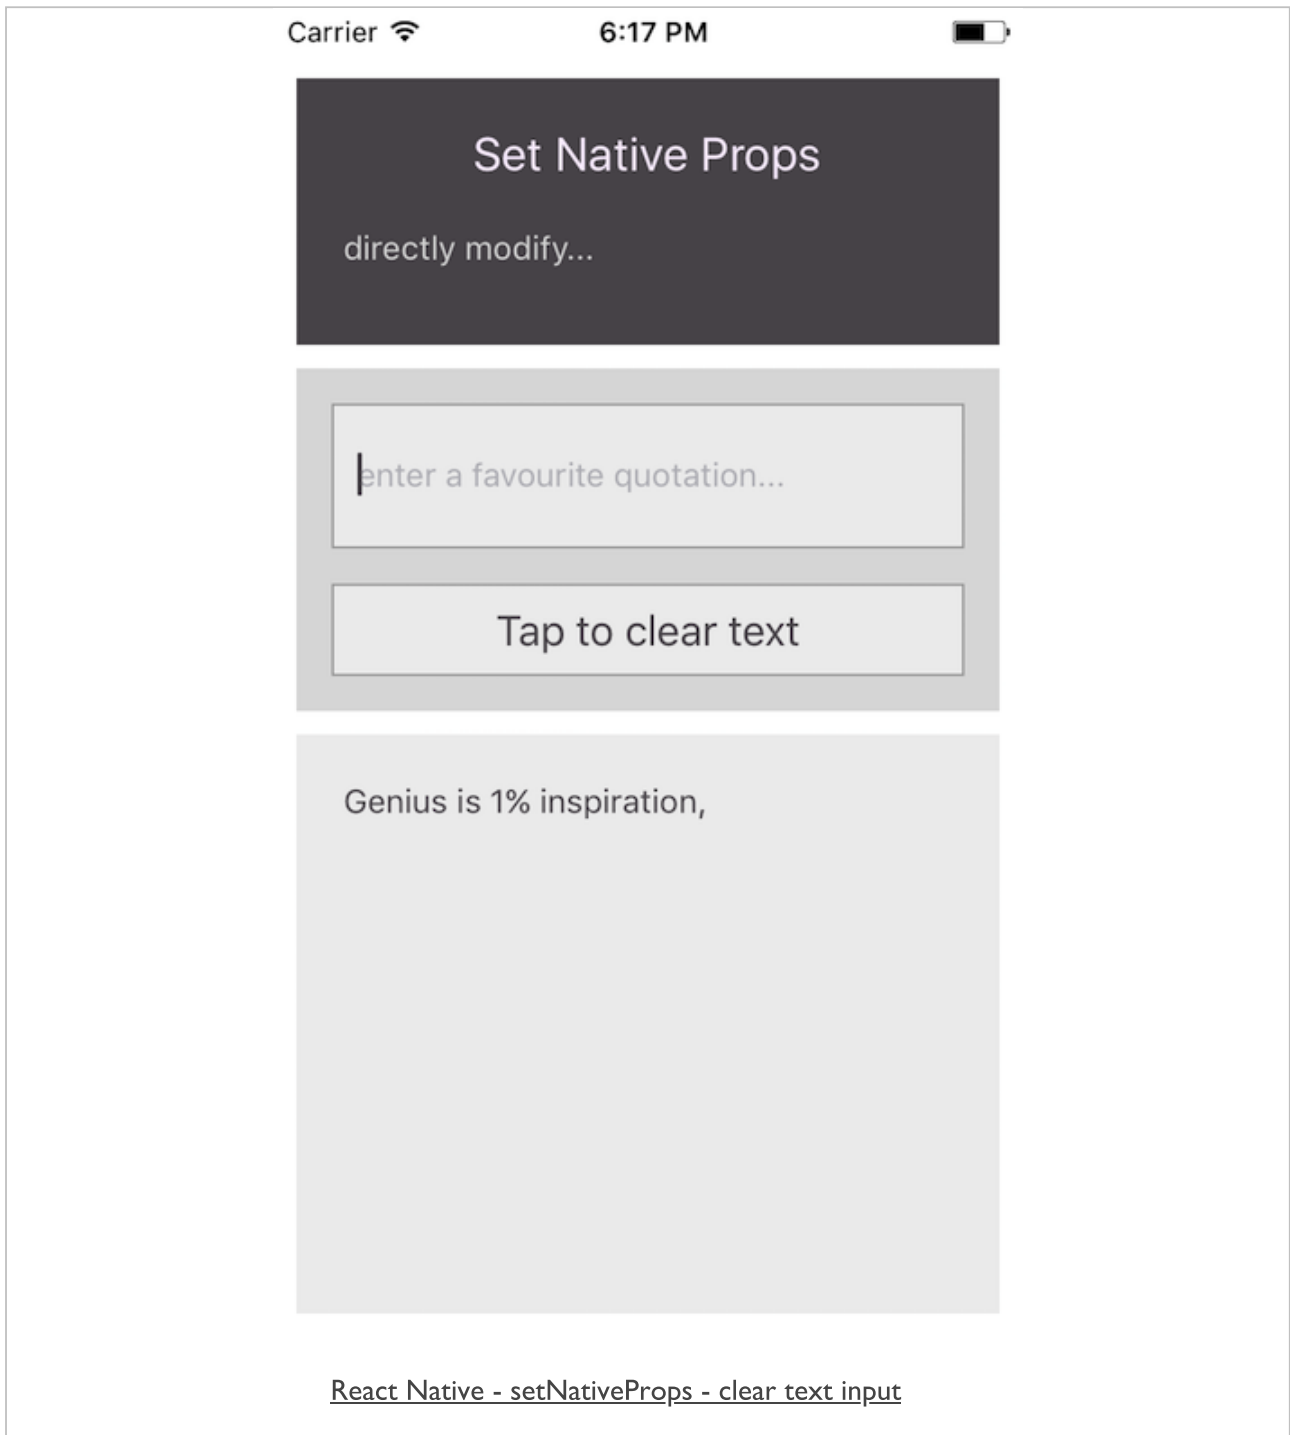 Carrier 6:17 PM
Set Native Props
directly modify...
enter a favourite quotation...
Tap to clear text
Genius is 1% inspiration,
React Native - setNativeProps - clear text input